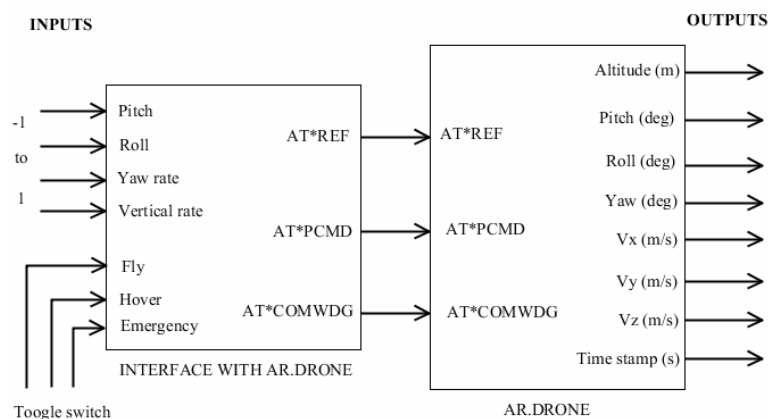 INPUTS
OUTPUTS
-1
to
1
Pitch
Roll
Yaw rate
Vertical rate
Fly
Hover
Emergency
AT*REF
AT*PCMD
AT*COMWDG
INTERFACE WITH AR.DRONE
Toogle switch
AT*REF
AT*PCMD
AT*COMWDG
Altitude (m)
Pitch (deg)
Roll (deg)
Yaw (deg)
Vx (m/s)
Vy (m/s)
Vz (m/s)
Time stamp (s)
AR.DRONE